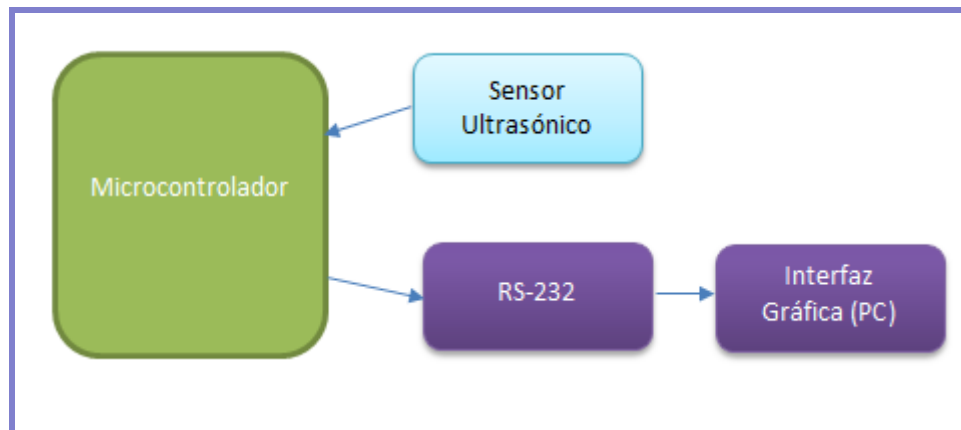 Sensor
Ultrasónico
Microcontrolador
RS-232
Interfaz
Gráfica (PC)